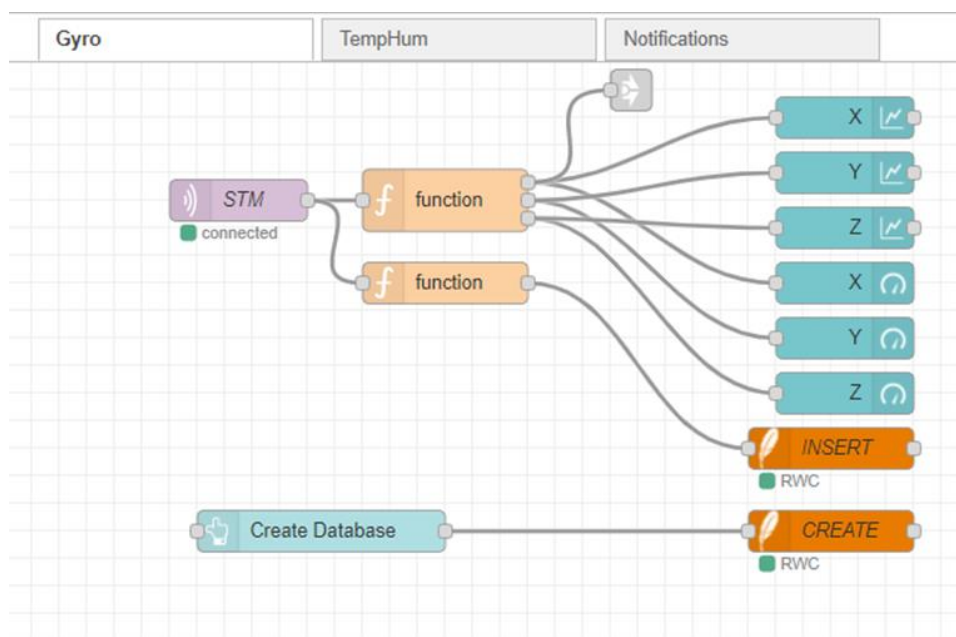 Gyro
TempHum
Notifications
X
Y
STM
function
connected
Z
function
X
Y
Z
INSERT
RWC
Create Database
CREATE
RWC